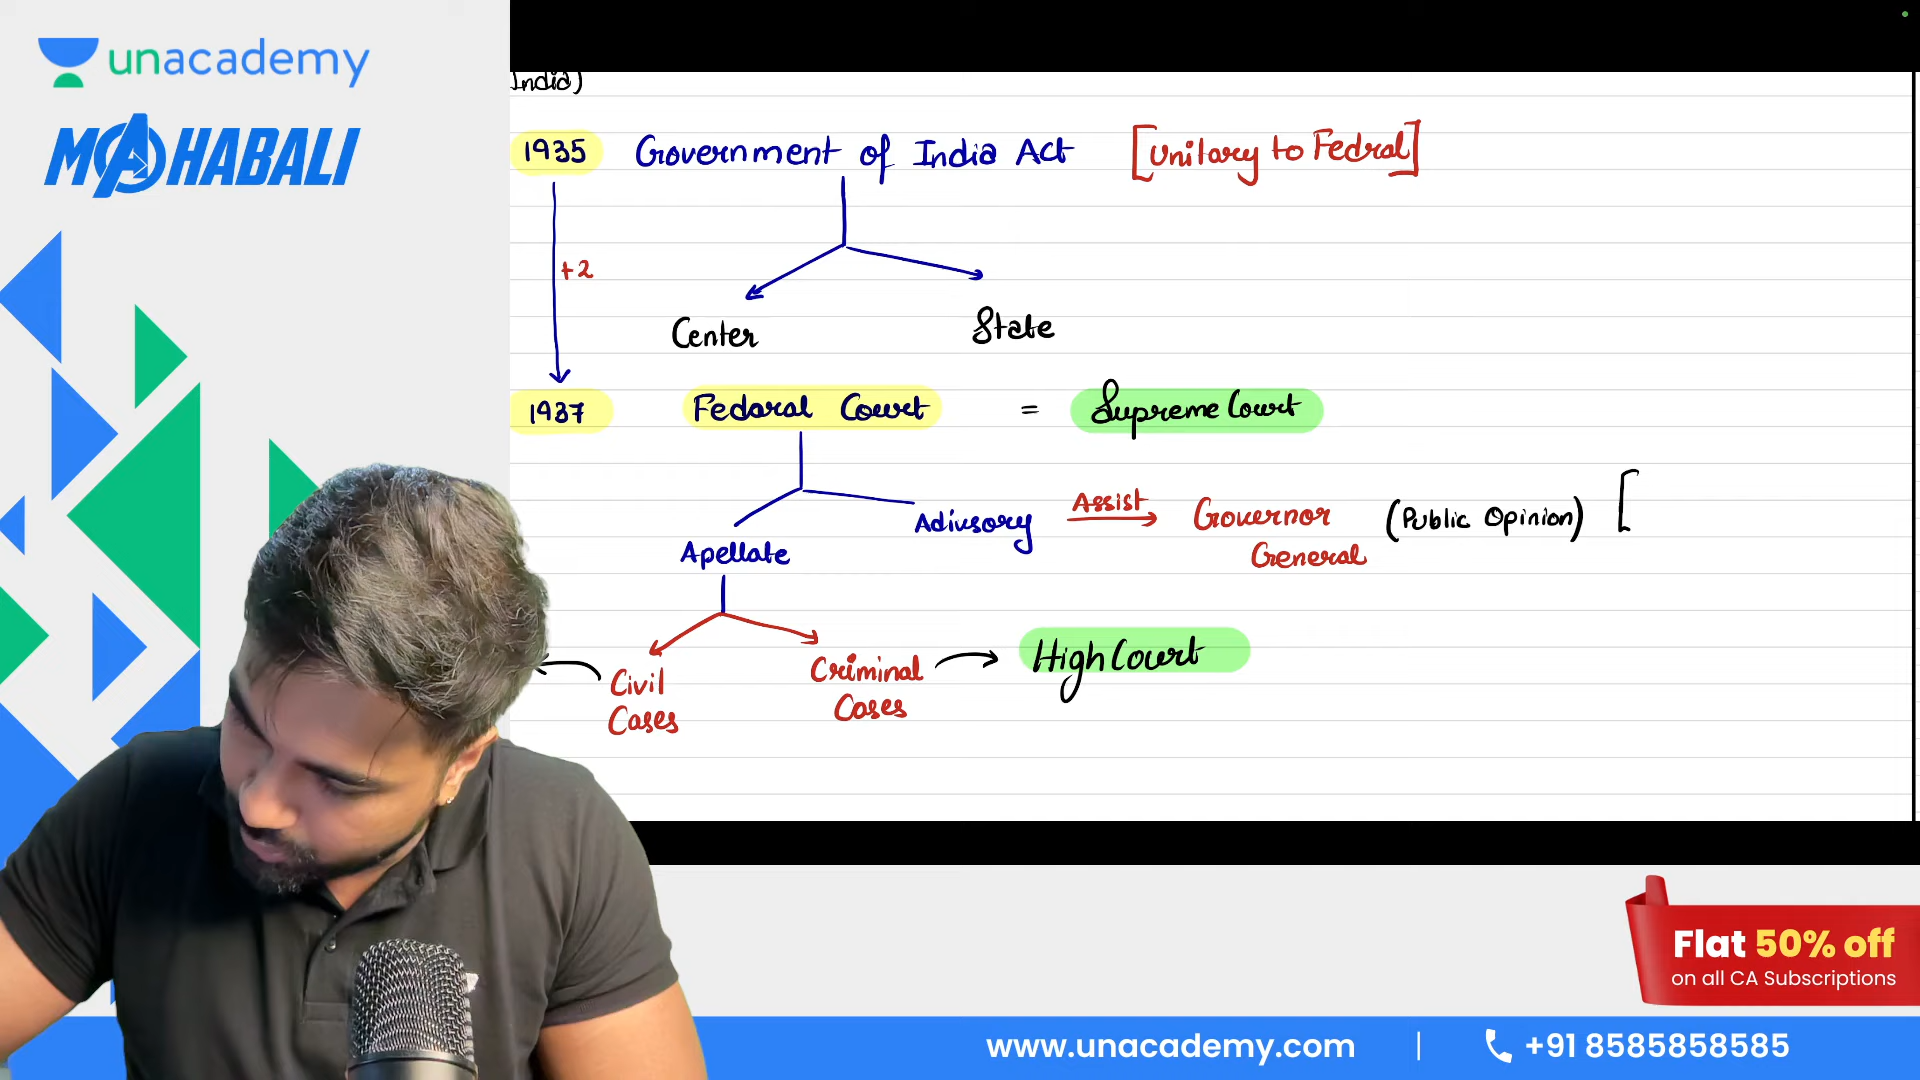 unacademy
MAHABALI
India)
1935 Government of India Act [Unitary to Fedral]
+2
Center State
1937 Fedaral Court = Supreme Court
Apellate Adivsory Assist Governor General (Public Opinion) [
Civil Cases Criminal Cases High Court
Flat 50% off
on all CA Subscriptions
www.unacademy.com | +91 8585858585